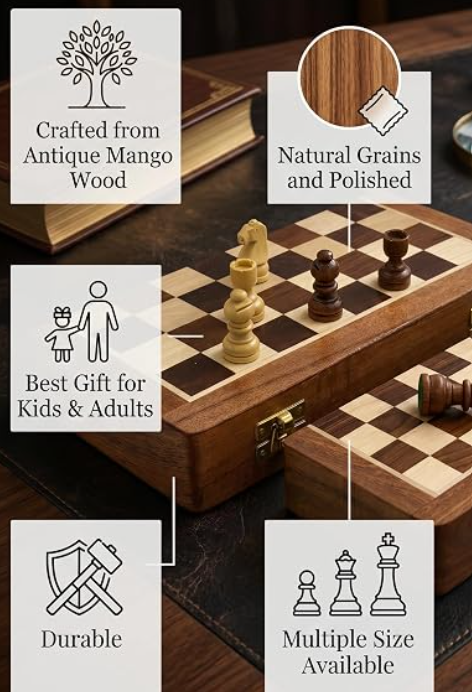 Crafted from
Antique Mango
Wood
Natural Grains
and Polished
Best Gift for
Kids & Adults
Durable
Multiple Size
Available